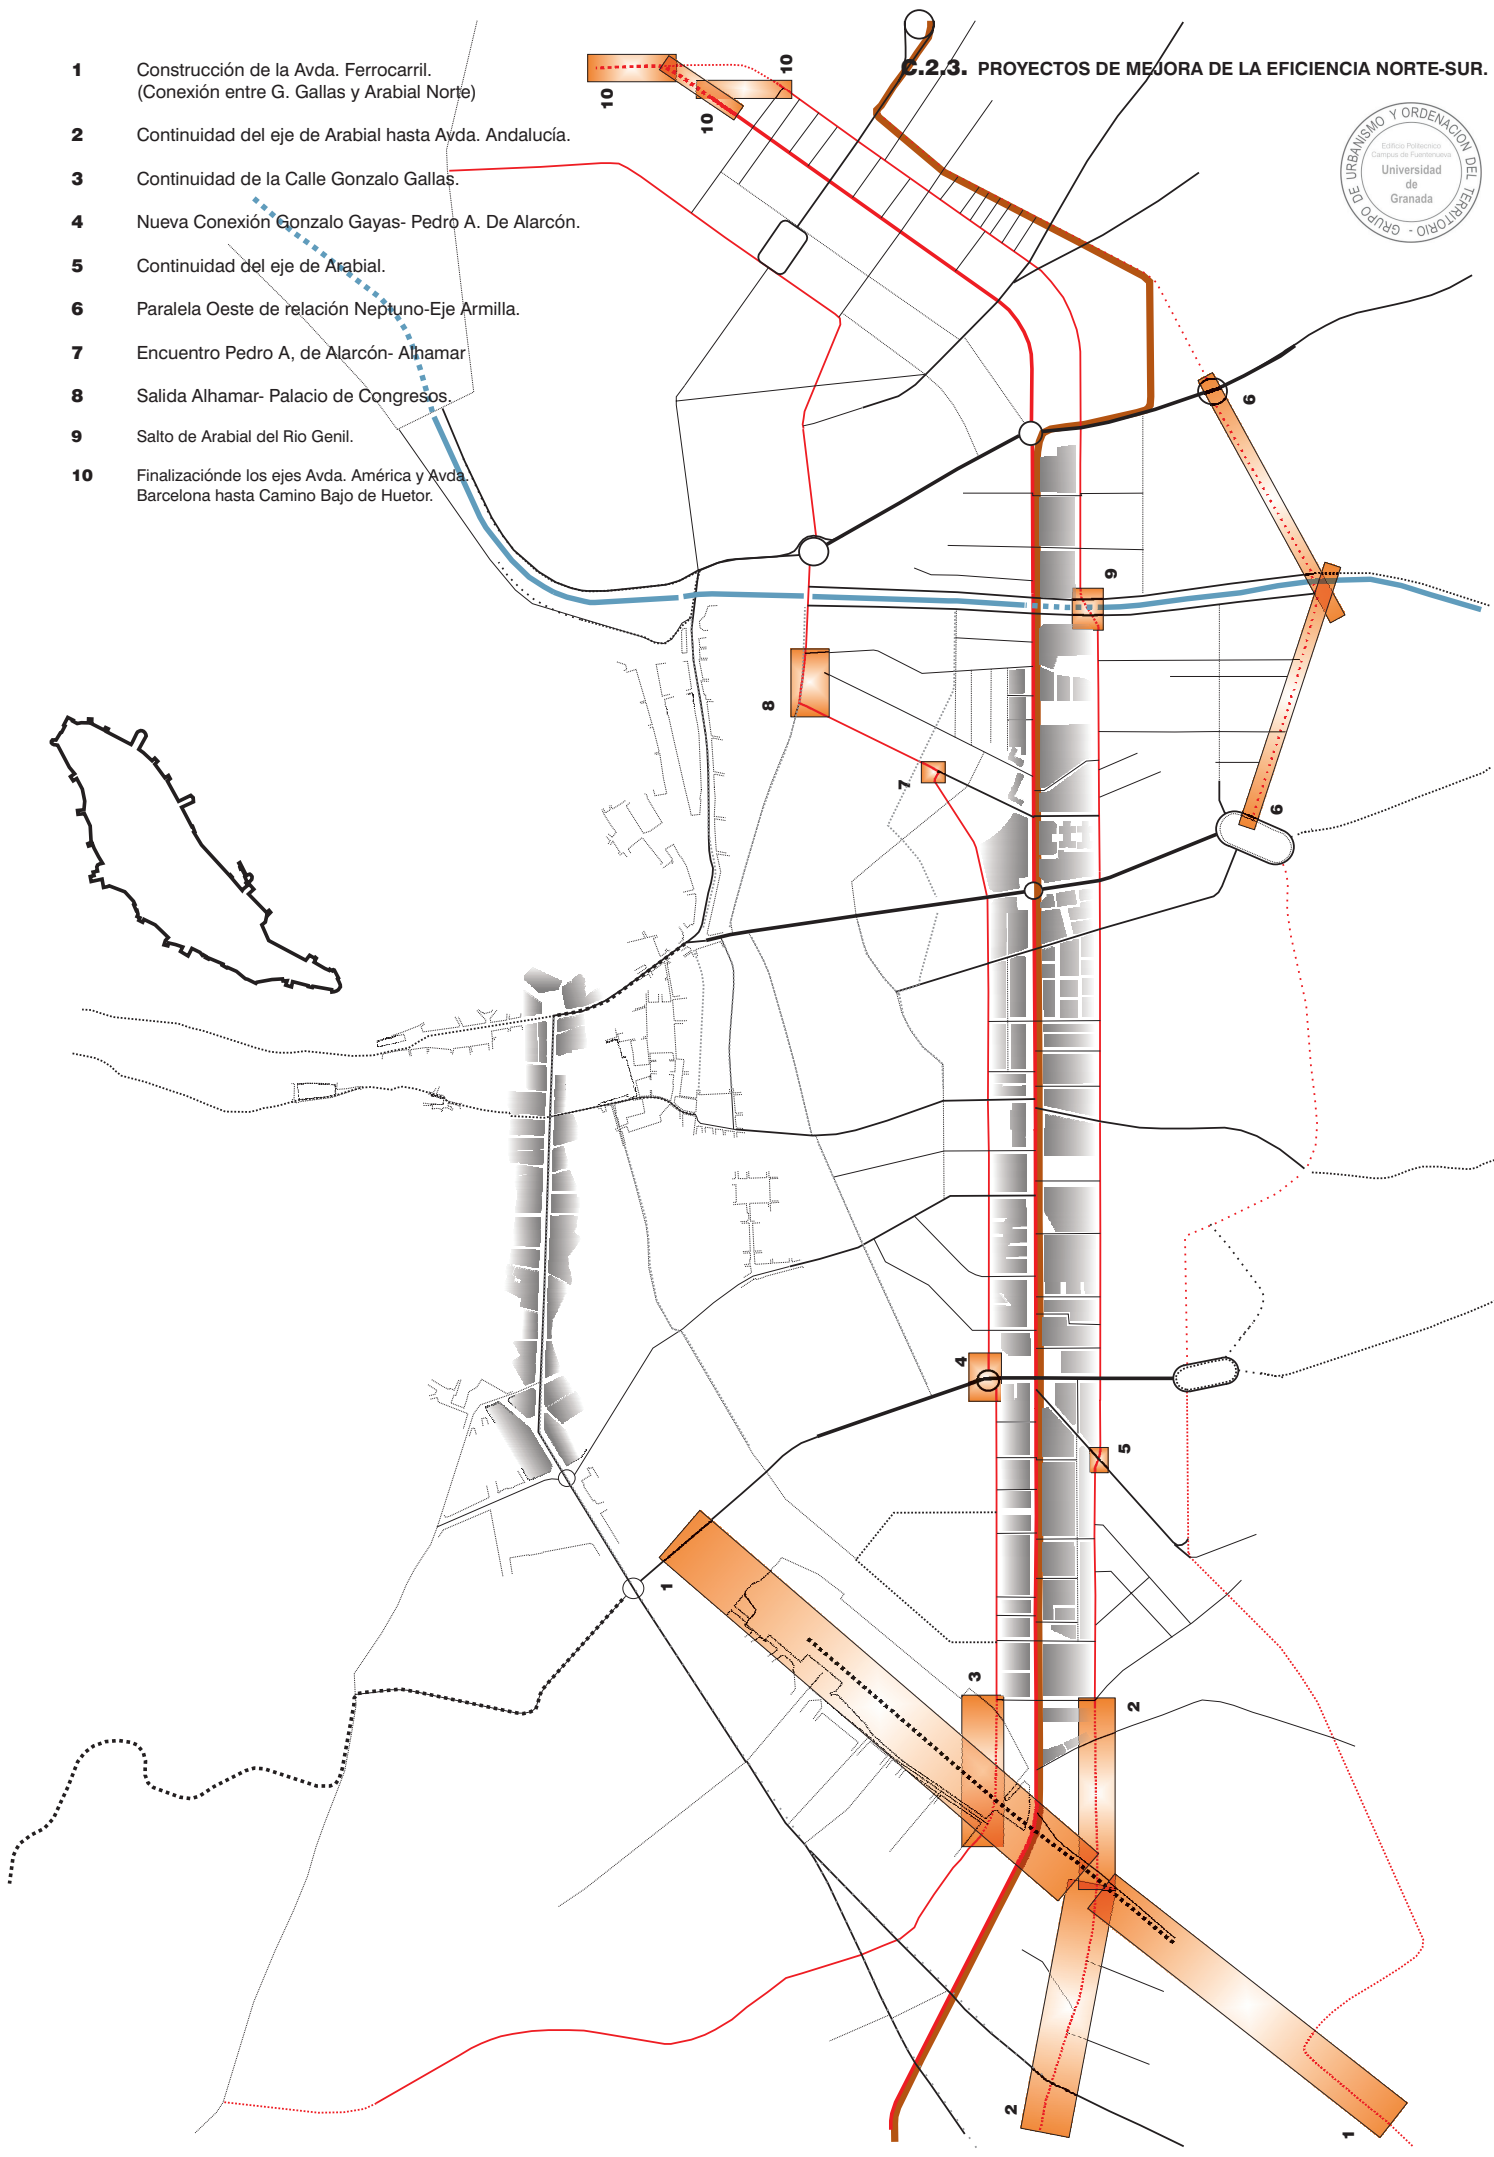 C.2.3. PROYECTOS DE MEJORA DE LA EFICIENCIA NORTE-SUR.
1 Construcción de la Avda. Ferrocarril.
(Conexión entre G. Gallas y Arabial Norte)
2 Continuidad del eje de Arabial hasta Avda. Andalucía.
3 Continuidad de la Calle Gonzalo Gallas.
4 Nueva Conexión Gonzalo Gayas- Pedro A. De Alarcón.
5 Continuidad del eje de Arabial.
6 Paralela Oeste de relación Neptuno-Eje Armilla.
7 Encuentro Pedro A, de Alarcón- Alhamar
8 Salida Alhamar- Palacio de Congresos.
9 Salto de Arabial del Rio Genil.
10 Finalizaciónde los ejes Avda. América y Avda.
Barcelona hasta Camino Bajo de Huetor.
GRUPO DE URBANISMO Y ORDENACION DEL TERRITORIO -
Edificio Politecnico
Campus de Fuentenueva
Universidad
de
Granada
10
10
10
6
9
8
7
6
4
5
1
3
2
2
1